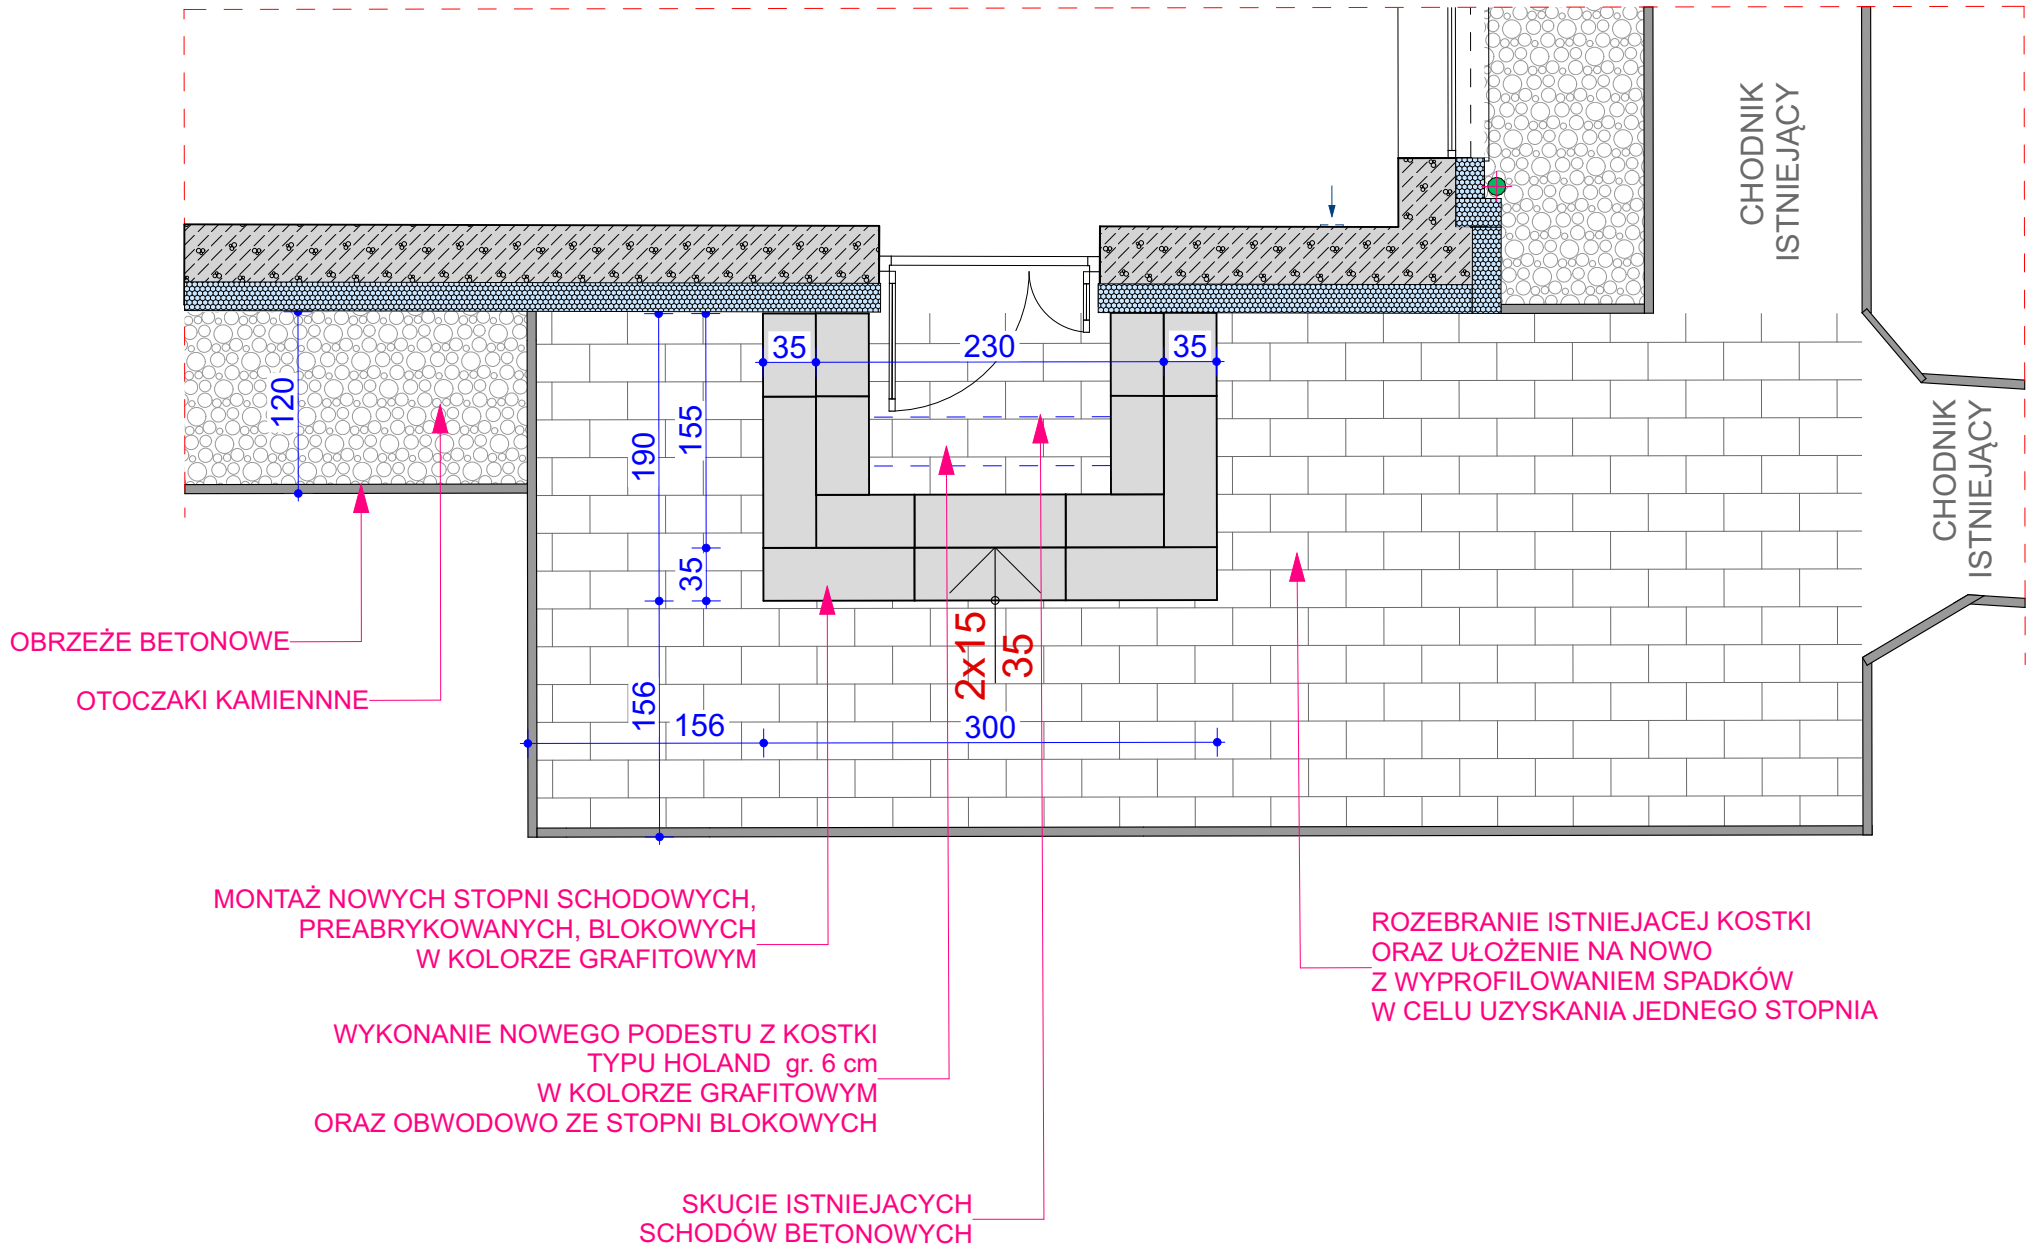 CHODNIK
ISTNIEJĄCY
35
230
35
120
190
155
CHODNIK
ISTNIEJĄCY
35
2x15
35
OBRZEŻE BETONOWE
OTOCZAKI KAMIENNNE
156
156
300
MONTAŻ NOWYCH STOPNI SCHODOWYCH,
PREABRYKOWANYCH, BLOKOWYCH
W KOLORZE GRAFITOWYM
ROZEBRANIE ISTNIEJACEJ KOSTKI
ORAZ UŁOŻENIE NA NOWO
Z WYPROFILOWANIEM SPADKÓW
W CELU UZYSKANIA JEDNEGO STOPNIA
WYKONANIE NOWEGO PODESTU Z KOSTKI
TYPU HOLAND gr. 6 cm
W KOLORZE GRAFITOWYM
ORAZ OBWODOWO ZE STOPNI BLOKOWYCH
SKUCIE ISTNIEJACYCH
SCHODÓW BETONOWYCH